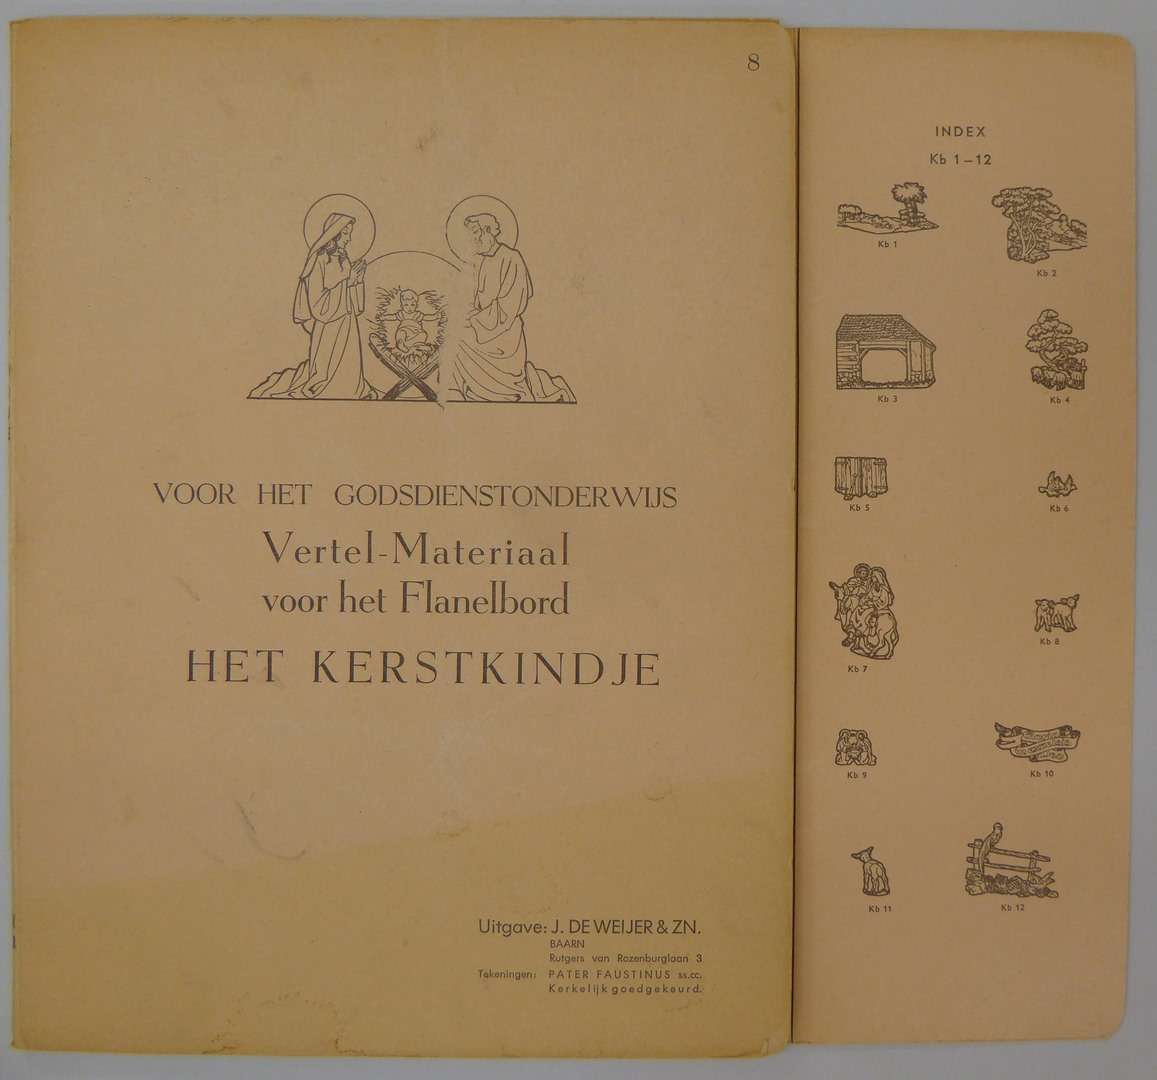 8
VOOR HET GODSDIENSTONDERWIJS
Vertel-Materiaal
voor het Flanelbord
HET KERSTKINDJE
Uitgave: J. DE WEIJER & ZN.
BAARN
Rutgers van Rozenburglaan 3
Tekeningen: PATER FAUSTINUS ss.cc.
Kerkelijk goedgekeurd.
INDEX
Kb 1–12
Kb 1
Kb 2
Kb 3
Kb 4
Kb 5
Kb 6
Kb 7
Kb 8
Kb 9
Kb 10
Kb 11
Kb 12